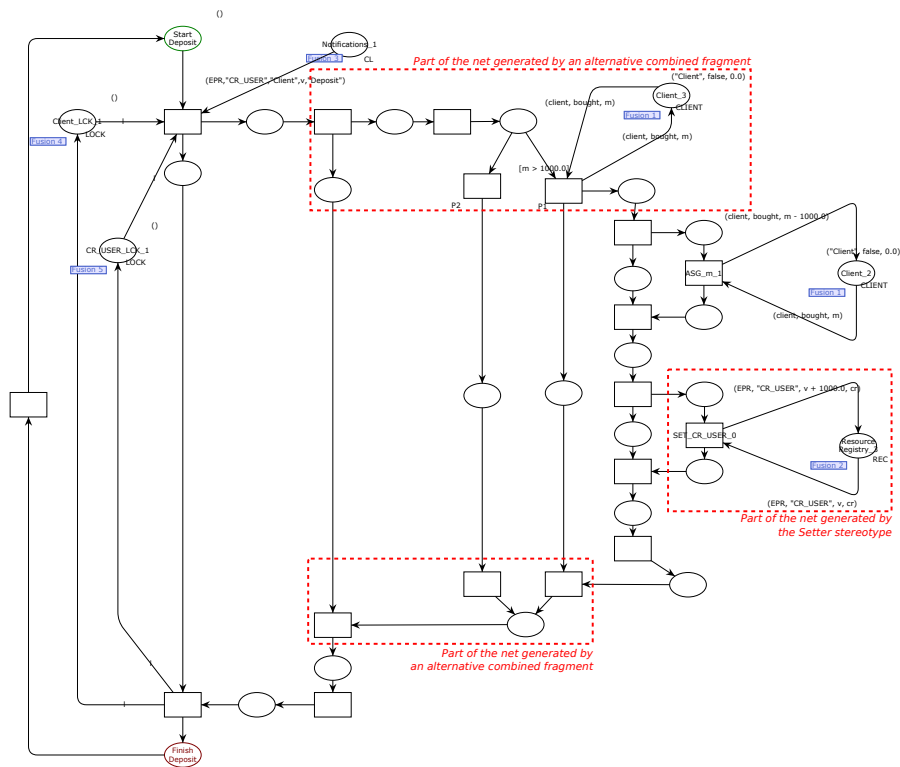 ()
Start
Deposit
Notifications_1
Fusion 3
CL
Part of the net generated by an alternative combined fragment
(EPR,"CR_USER","Client",v,"Deposit")
("Client", false, 0.0)
Client_3
CLIENT
(client, bought, m)
Fusion 1
(client, bought, m)
()
Client_LCK_1
LOCK
Fusion 4
[m > 1000.0]
P2
P1
(client, bought, m - 1000.0)
()
CR_USER_LCK_1
LOCK
Fusion 5
("Client", false, 0.0)
ASG_m_1
Client_2
CLIENT
Fusion 1
(client, bought, m)
(EPR, "CR_USER", v + 1000.0, cr)
SET_CR_USER_0
Resource
Registry_3
REC
Fusion 2
(EPR, "CR_USER", v, cr)
Part of the net generated by
the Setter stereotype
Part of the net generated by
an alternative combined fragment
Finish
Deposit